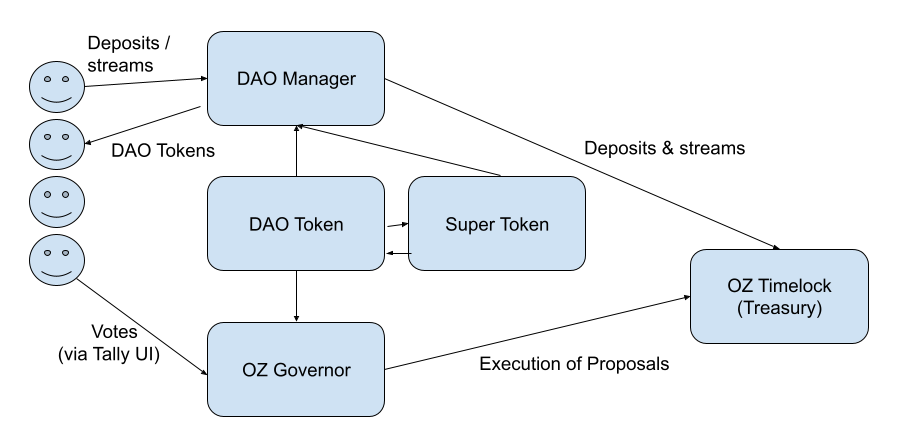 Deposits /
streams
DAO Manager
DAO Tokens
Deposits & streams
DAO Token
Super Token
OZ Timelock
(Treasury)
Votes
(via Tally UI)
OZ Governor
Execution of Proposals